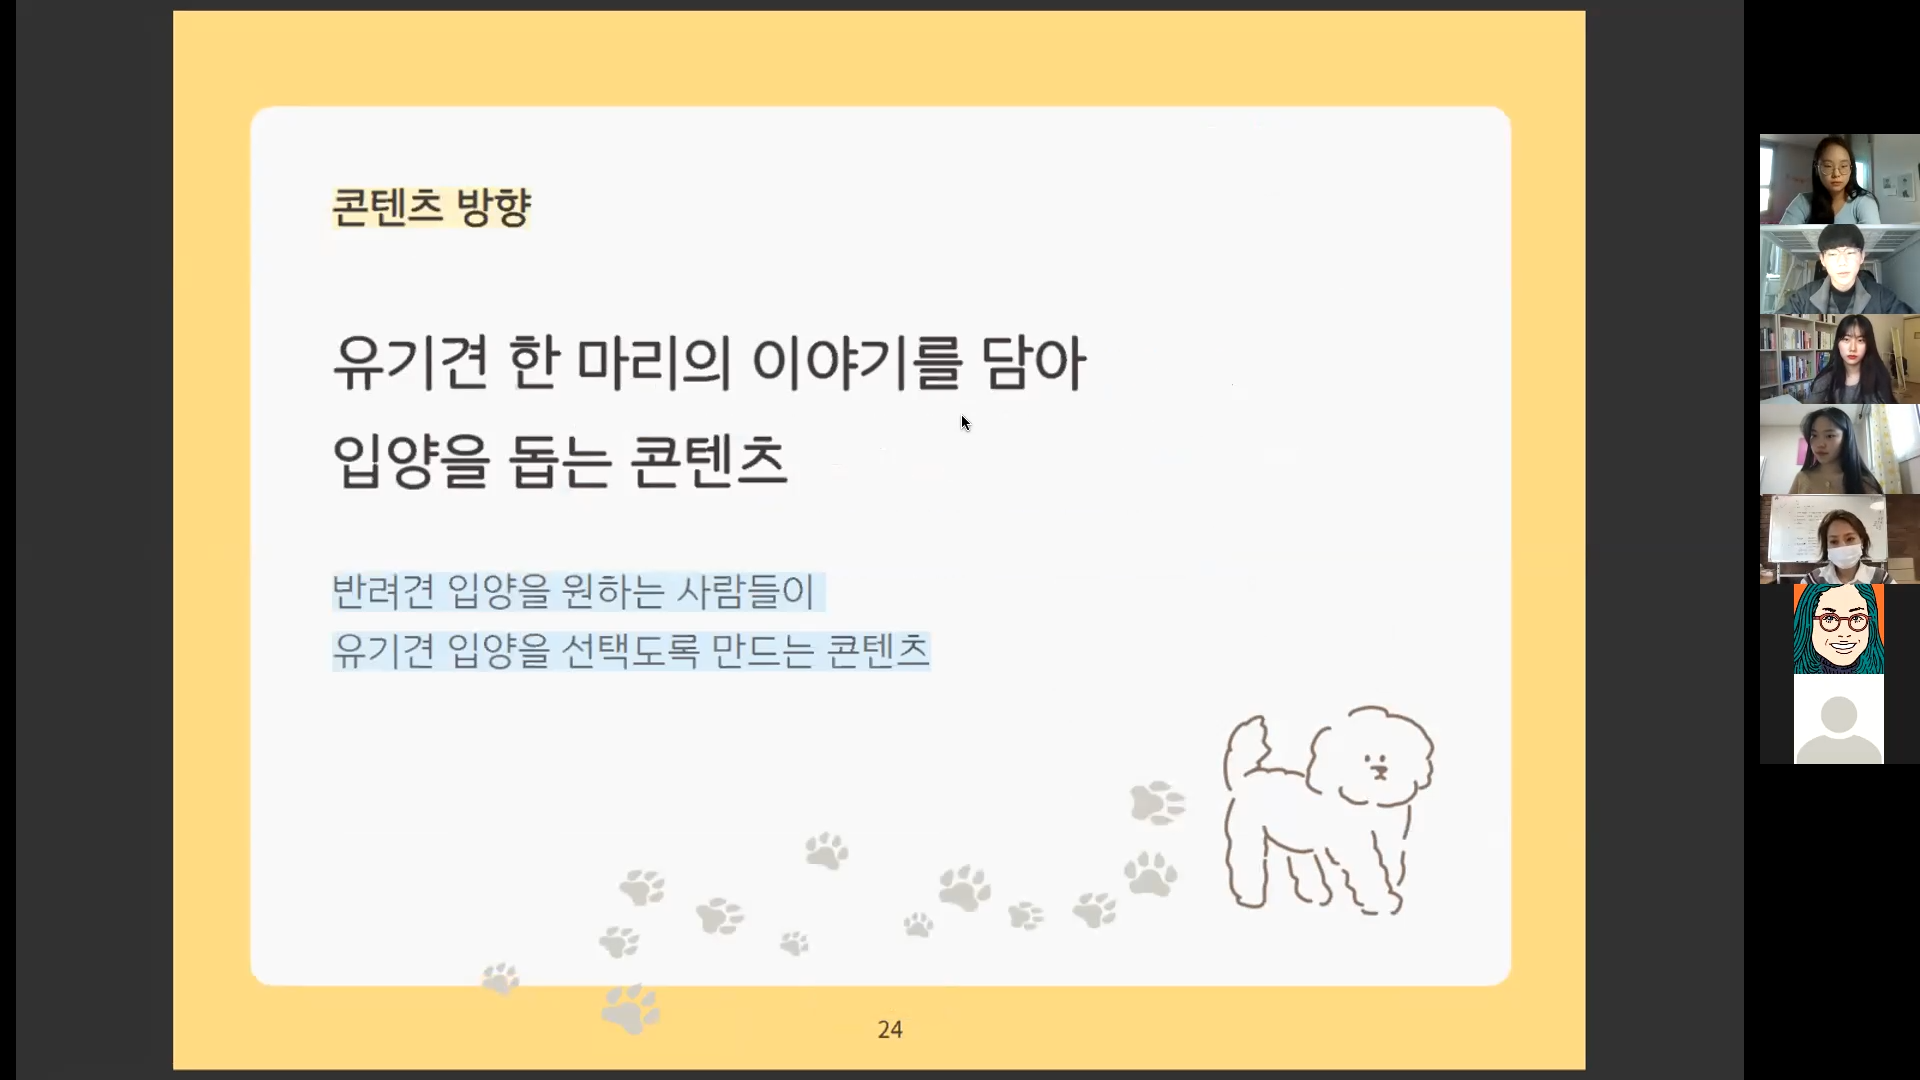 콘텐츠 방향
유기견 한 마리의 이야기를 담아
입양을 돕는 콘텐츠
반려견 입양을 원하는 사람들이
유기견 입양을 선택도록 만드는 콘텐츠
24